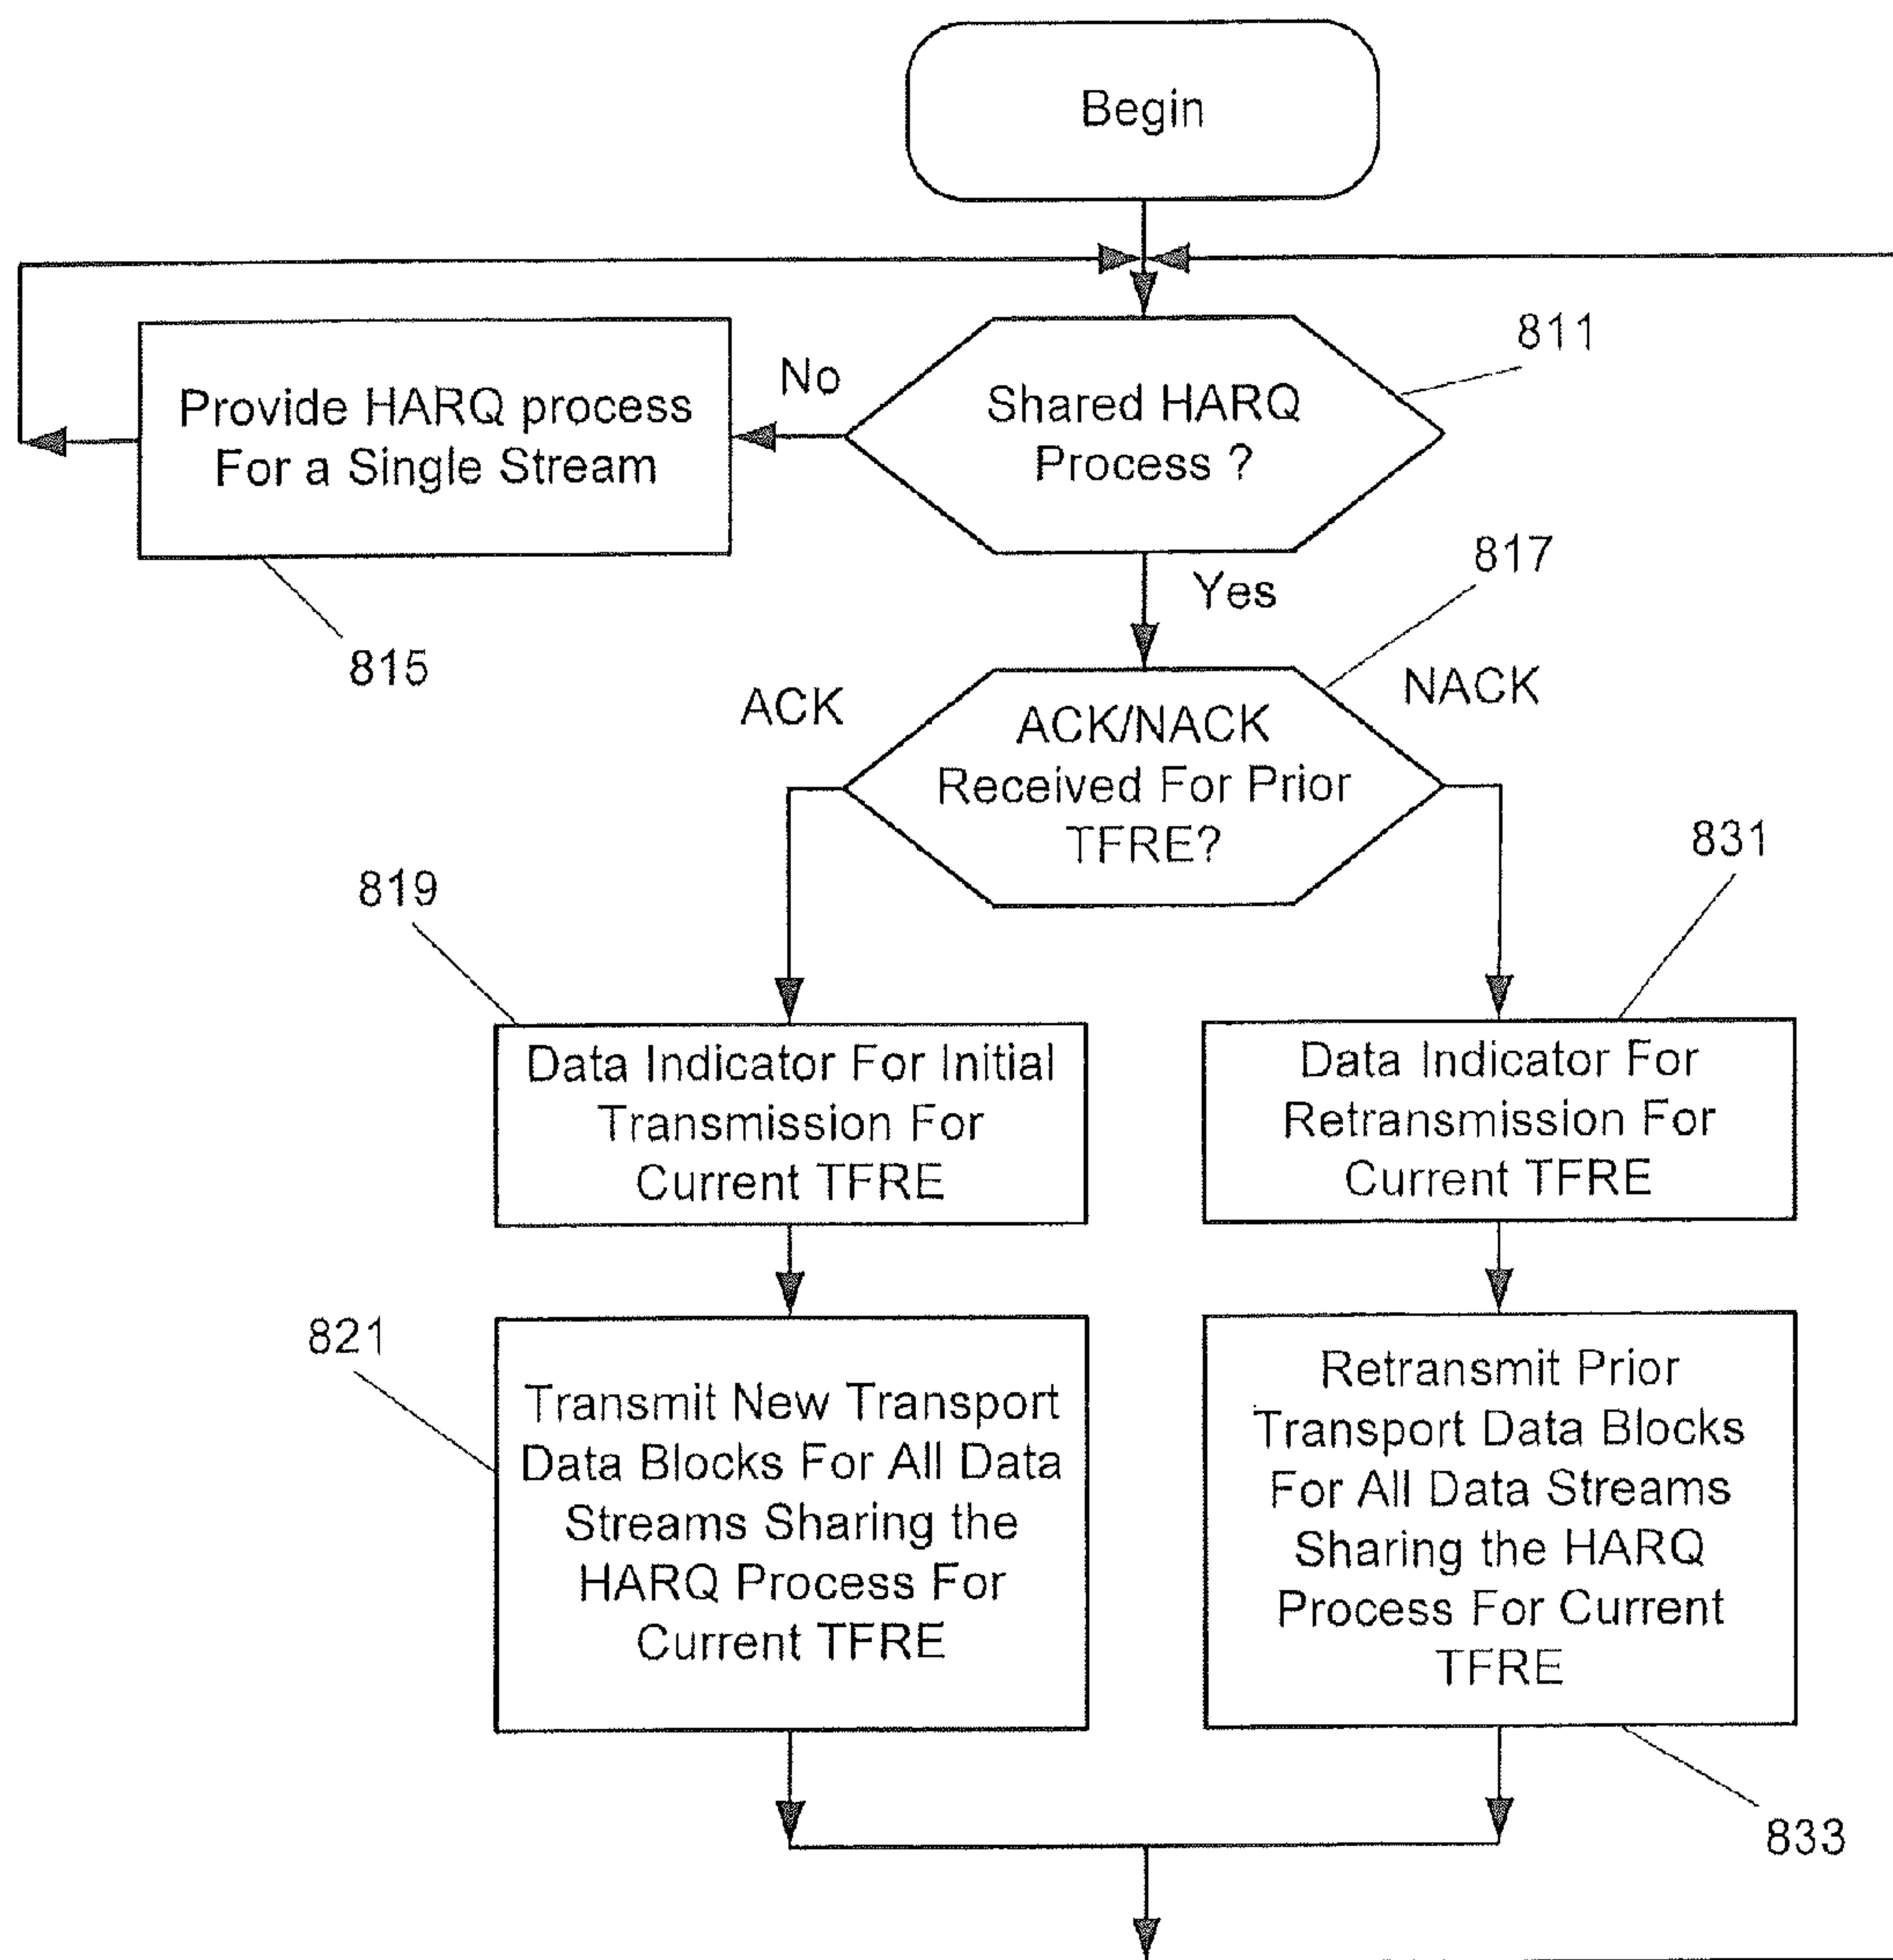 Begin
811
No
Shared HARQ
Process ?
Provide HARQ process
For a Single Stream
815
Yes
817
ACK
NACK
ACK/NACK
Received For Prior
TFRE?
819
831
Data Indicator For Initial
Transmission For
Current TFRE
Data Indicator For
Retransmission For
Current TFRE
821
Transmit New Transport
Data Blocks For All Data
Streams Sharing the
HARQ Process For
Current TFRE
Retransmit Prior
Transport Data Blocks
For All Data Streams
Sharing the HARQ
Process For Current
TFRE
833